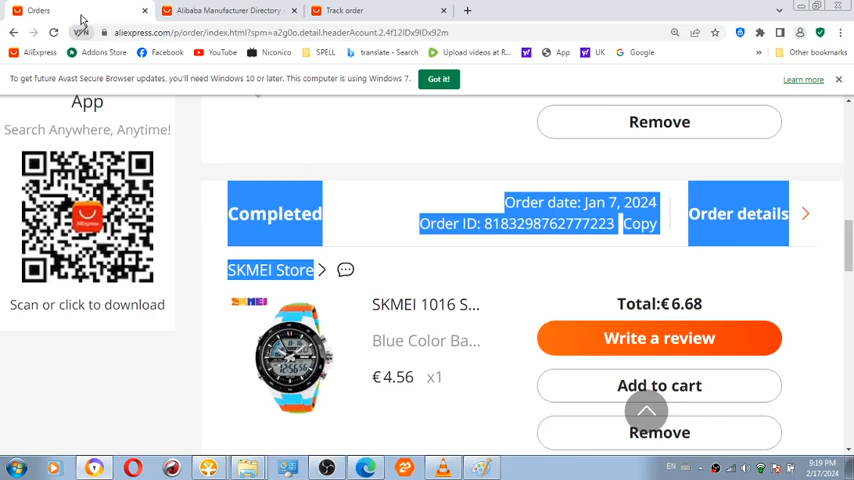 Orders
Alibaba Manufacturer Directory -
Track order
VPN
aliexpress.com/p/order/index.html?spm=a2g0o.detail.headerAcount.2.4f12IDx9IDx92m
AliExpress
Addons Store
Facebook
YouTube
Niconico
SPELL
translate - Search
Upload videos at R...
App
UK
Google
Other bookmarks
To get future Avast Secure Browser updates, you'll need Windows 10 or later. This computer is using Windows 7.
Got it!
Learn more
App
Search Anywhere, Anytime!
AliExpress
Scan or click to download
Remove
Completed
Order date: Jan 7, 2024
Order ID: 8183298762777223
Copy
Order details
SKMEI Store
SKMEI
SKMEI 1016 S...
Blue Color Ba...
€ 4.56 x1
Total:€ 6.68
Write a review
Add to cart
Remove
EN
9:19 PM
2/17/2024